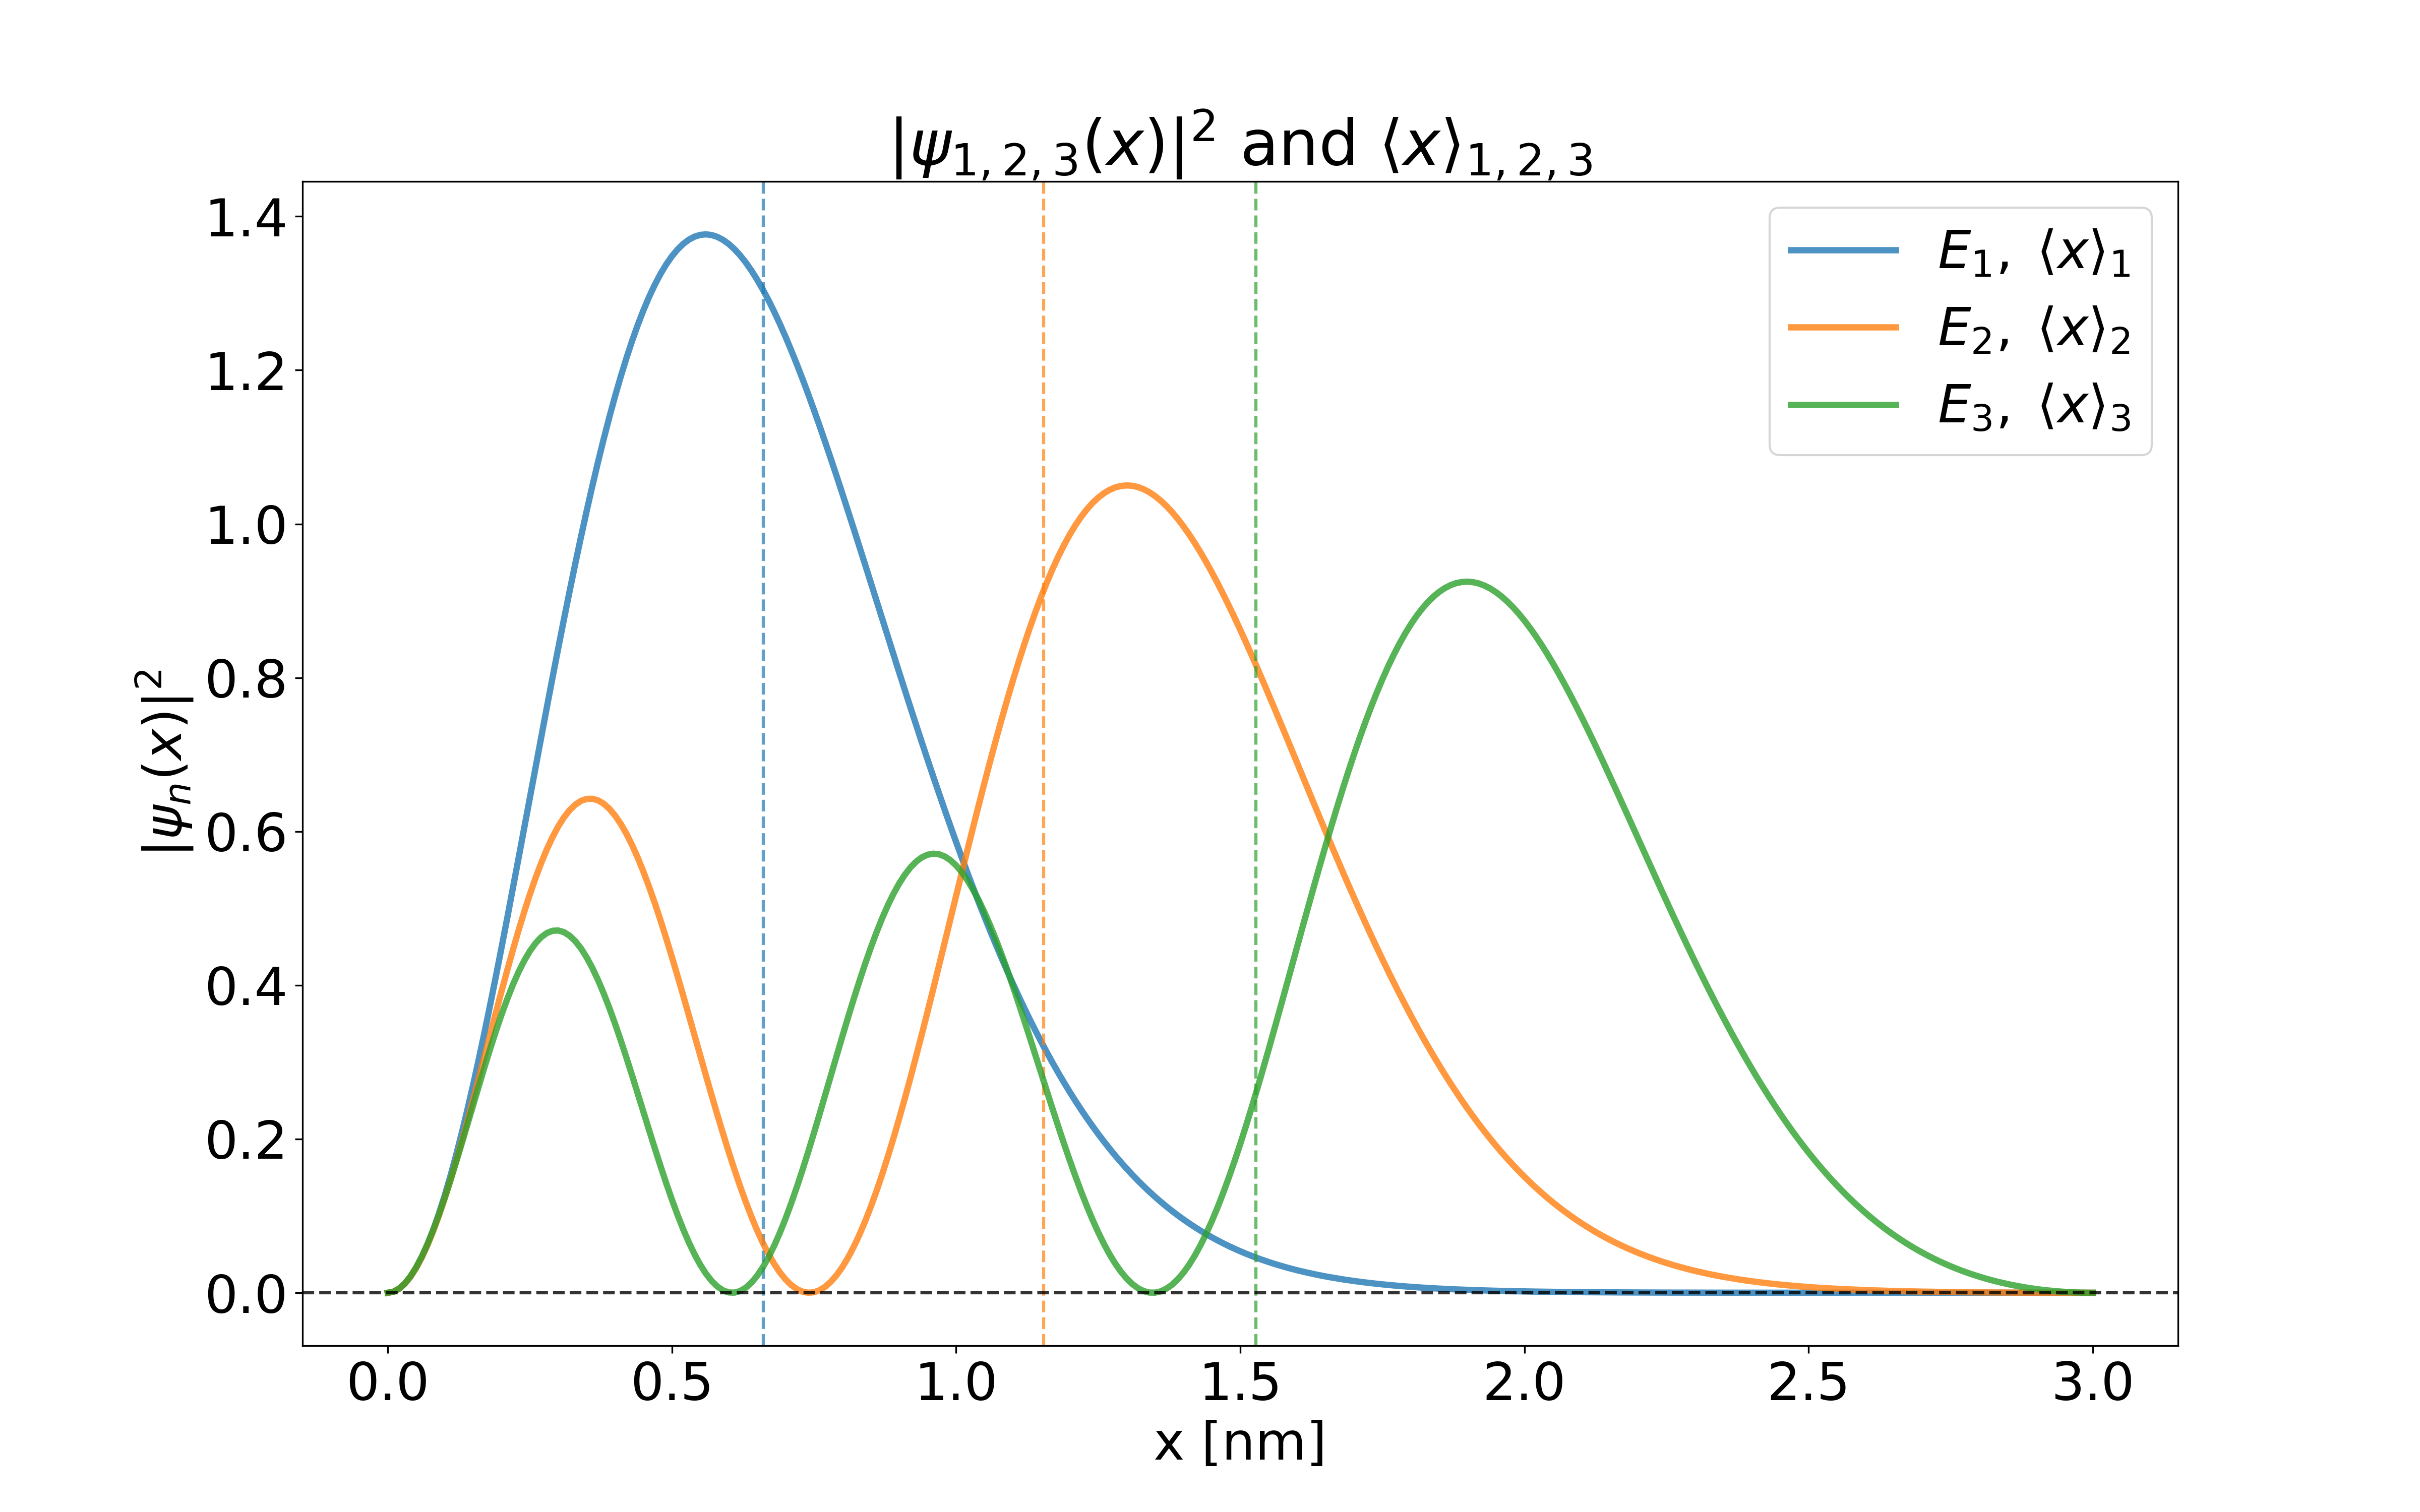 |ψ₁,₂,₃(x)|² and ⟨x⟩₁,₂,₃
E₁, ⟨x⟩₁
E₂, ⟨x⟩₂
E₃, ⟨x⟩₃
|ψₙ(x)|²
1.4
1.2
1.0
0.8
0.6
0.4
0.2
0.0
0.0 0.5 1.0 1.5 2.0 2.5 3.0
x [nm]